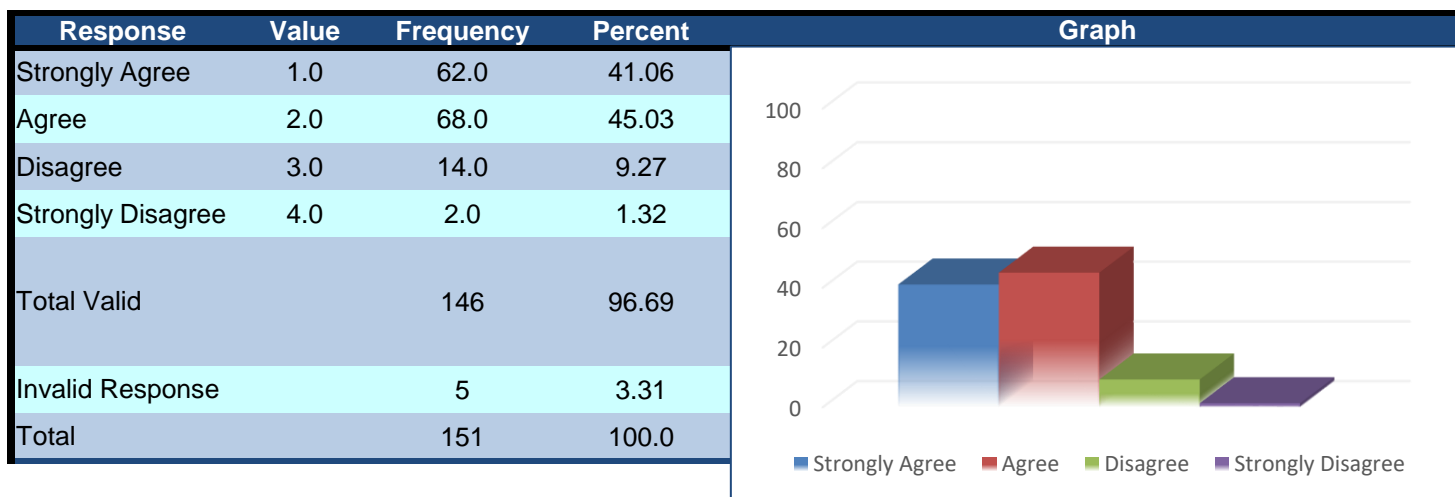 Response Value Frequency Percent Graph
Strongly Agree 1.0 62.0 41.06
Agree 2.0 68.0 45.03
Disagree 3.0 14.0 9.27
Strongly Disagree 4.0 2.0 1.32
Total Valid 146 96.69
Invalid Response 5 3.31
Total 151 100.0
100
80
60
40
20
0
Strongly Agree Agree Disagree Strongly Disagree